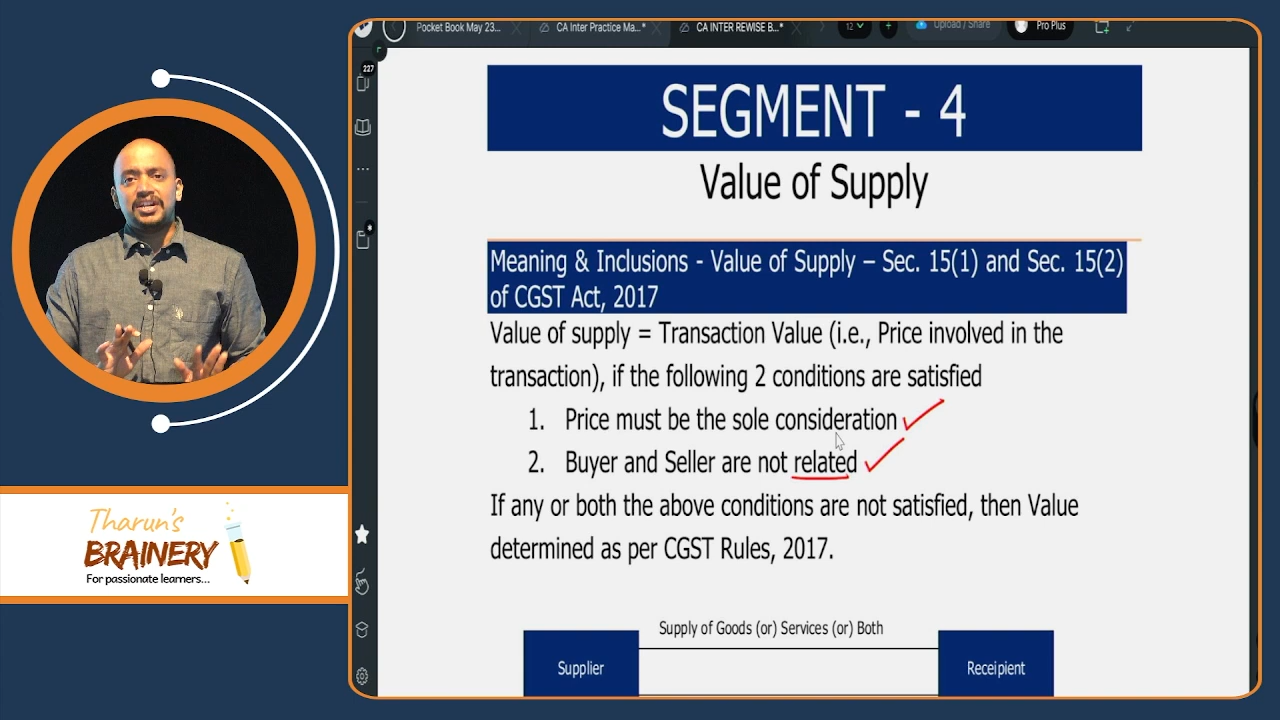 Pocket Book May 23...
CA Inter Practice Ma...*
CA INTER REWISE B...*
12
Upload / Share
Pro Plus
227
SEGMENT - 4
Value of Supply
Meaning & Inclusions - Value of Supply – Sec. 15(1) and Sec. 15(2)
of CGST Act, 2017
Value of supply = Transaction Value (i.e., Price involved in the
transaction), if the following 2 conditions are satisfied
1. Price must be the sole consideration
2. Buyer and Seller are not related
If any or both the above conditions are not satisfied, then Value
determined as per CGST Rules, 2017.
Supply of Goods (or) Services (or) Both
Supplier
Receipient
Tharun's
BRAINERY
For passionate learners...